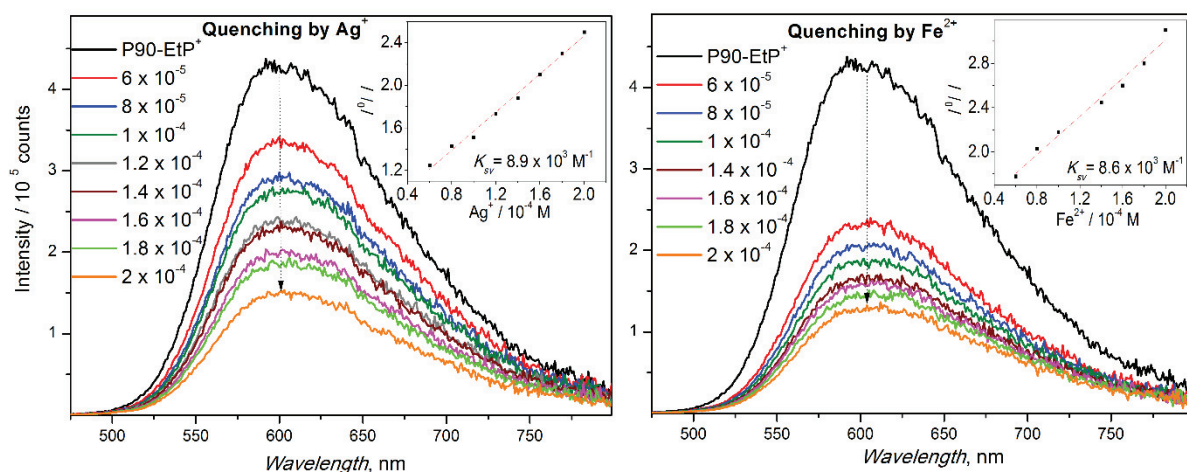 Quenching by Ag⁺
P90-EtP⁺
6 x 10⁻⁵
8 x 10⁻⁵
1 x 10⁻⁴
1.2 x 10⁻⁴
1.4 x 10⁻⁴
1.6 x 10⁻⁴
1.8 x 10⁻⁴
2 x 10⁻⁴
Intensity / 10⁵ counts
4
3
2
1
500 550 600 650 700 750
Wavelength, nm
I⁰/ I
2.4
2.0
1.6
1.2
Kₛᵥ = 8.9 x 10³ M⁻¹
0.4 0.8 1.2 1.6 2.0
Ag⁺ / 10⁻⁴ M
Quenching by Fe²⁺
P90-EtP⁺
6 x 10⁻⁵
8 x 10⁻⁵
1 x 10⁻⁴
1.4 x 10⁻⁴
1.6 x 10⁻⁴
1.8 x 10⁻⁴
2 x 10⁻⁴
4
3
2
1
500 550 600 650 700 750
Wavelength, nm
I⁰/ I
2.8
2.4
2.0
Kₛᵥ = 8.6 x 10³ M⁻¹
0.4 0.8 1.2 1.6 2.0
Fe²⁺ / 10⁻⁴ M